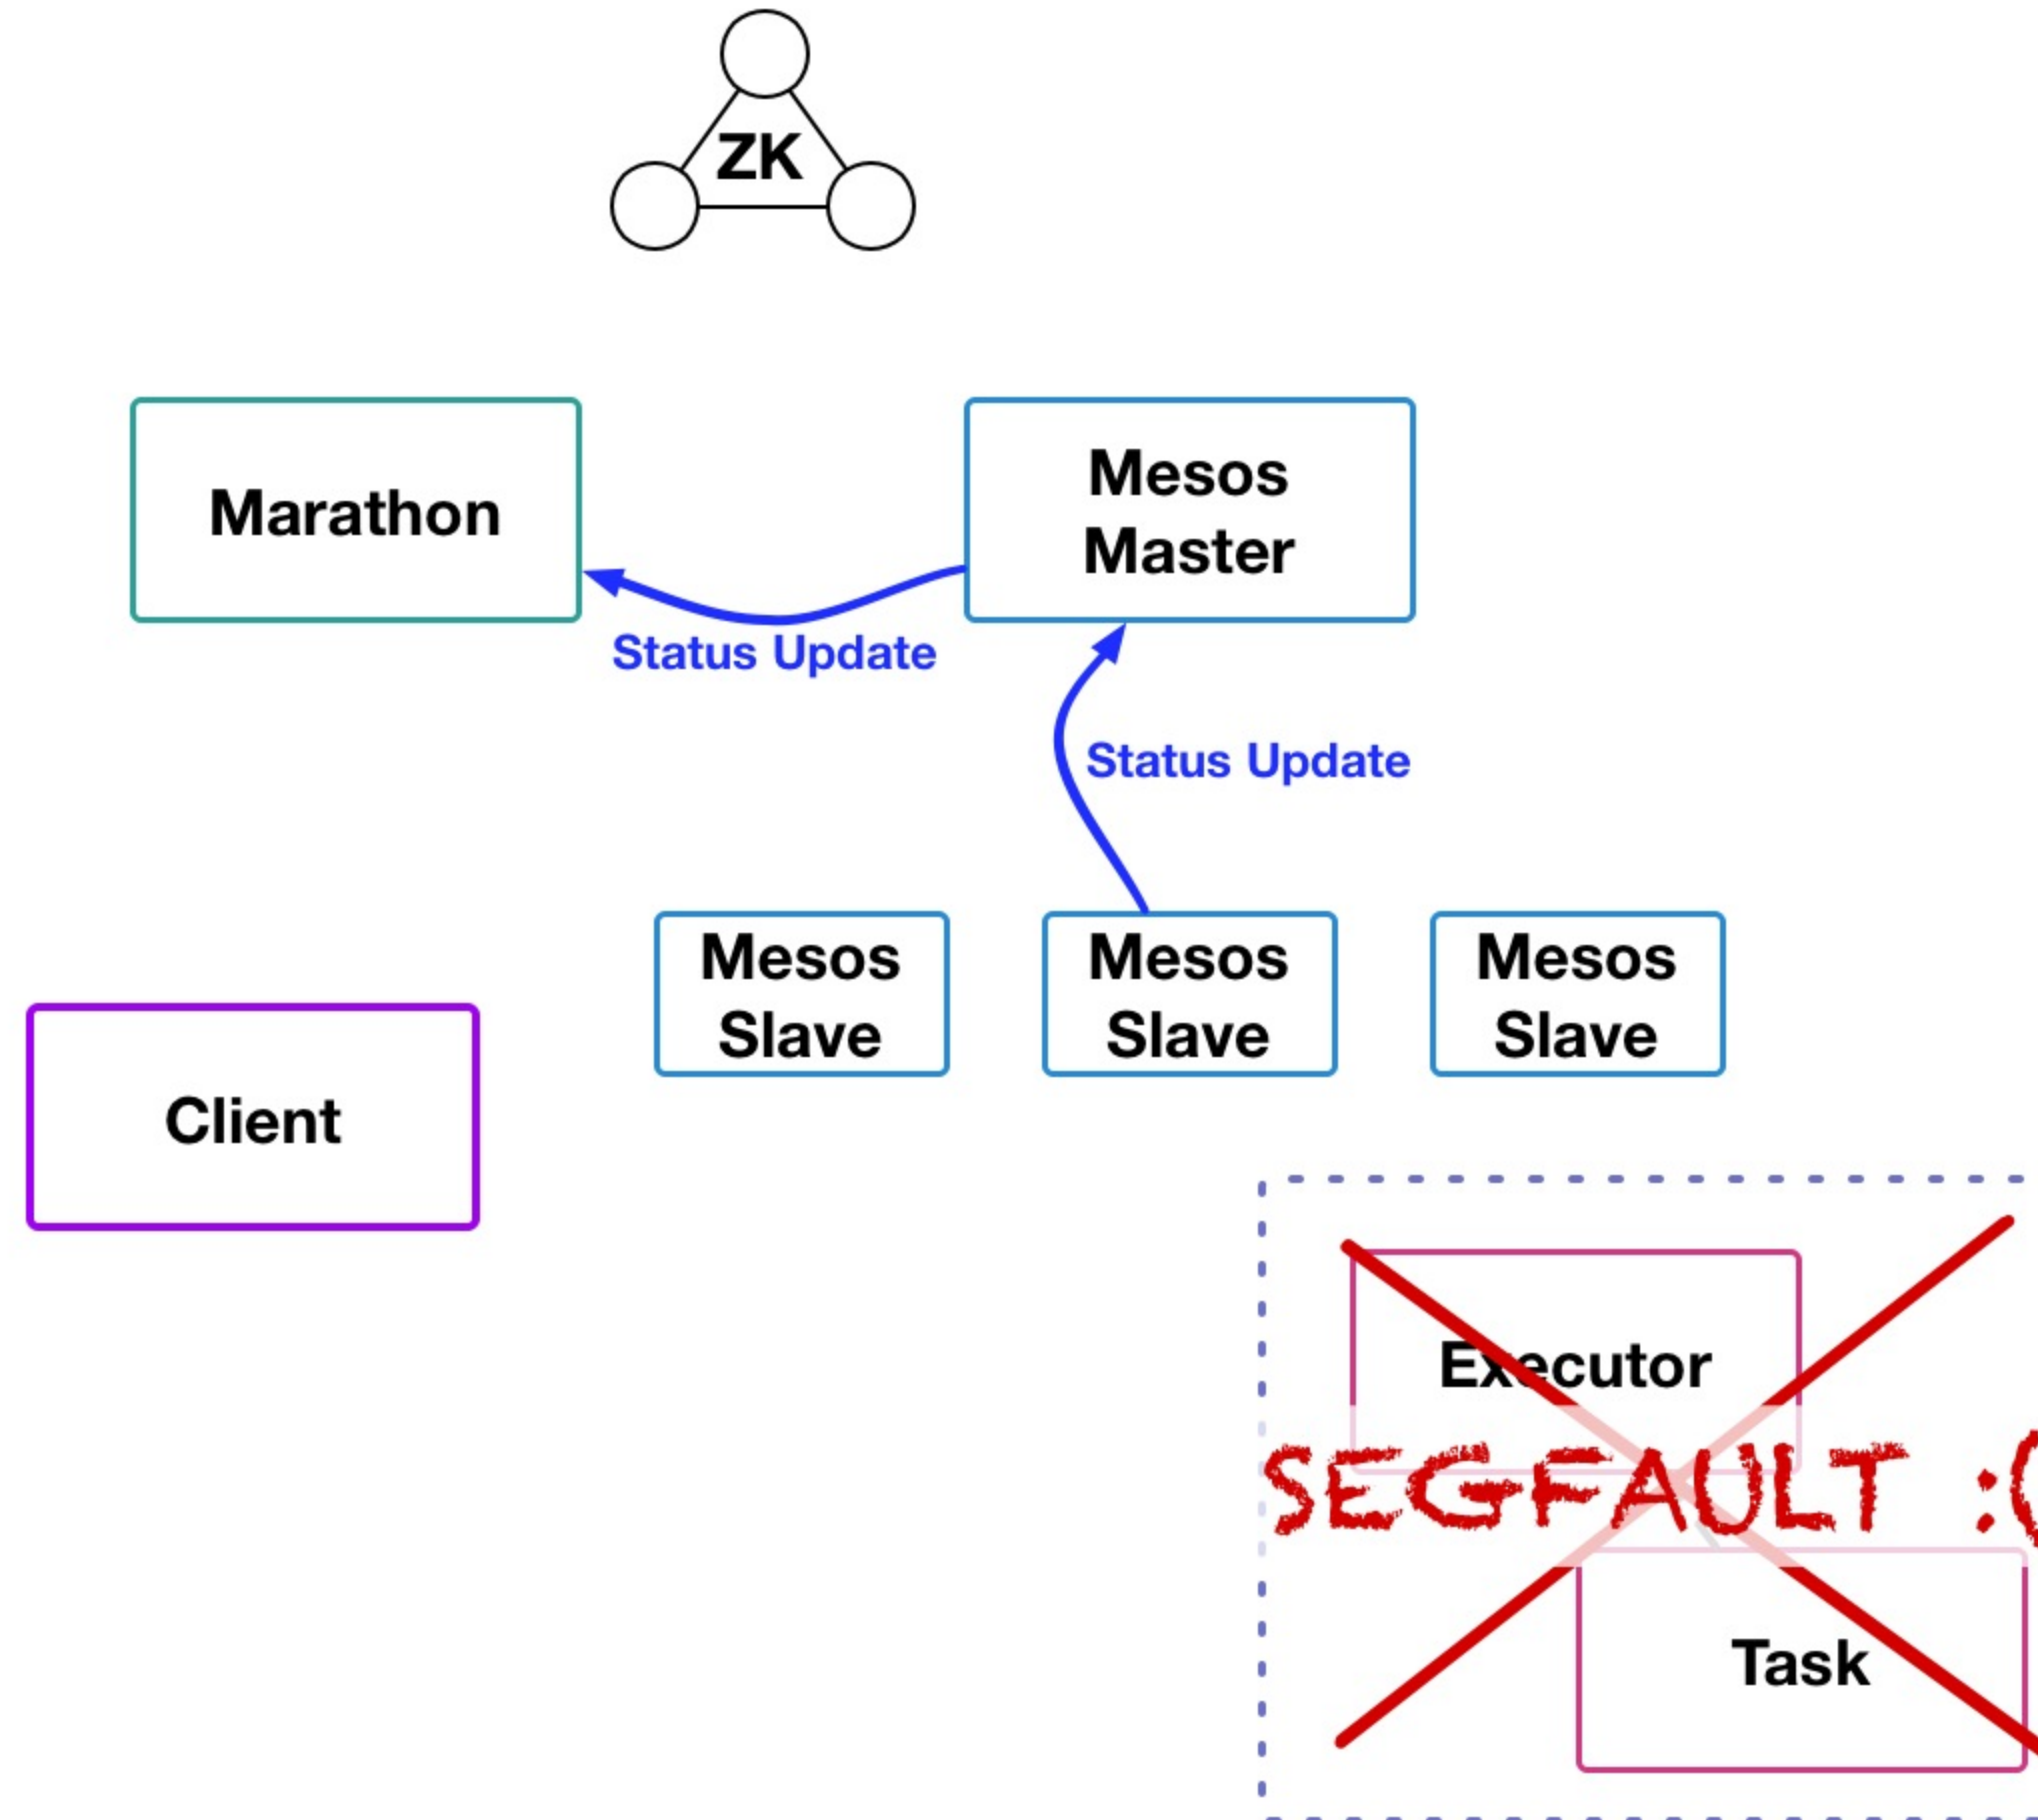 ZK
Marathon
Mesos
Master
Status Update
Status Update
Mesos
Slave
Mesos
Slave
Mesos
Slave
Client
Executor
SEGFAULT :(
Task